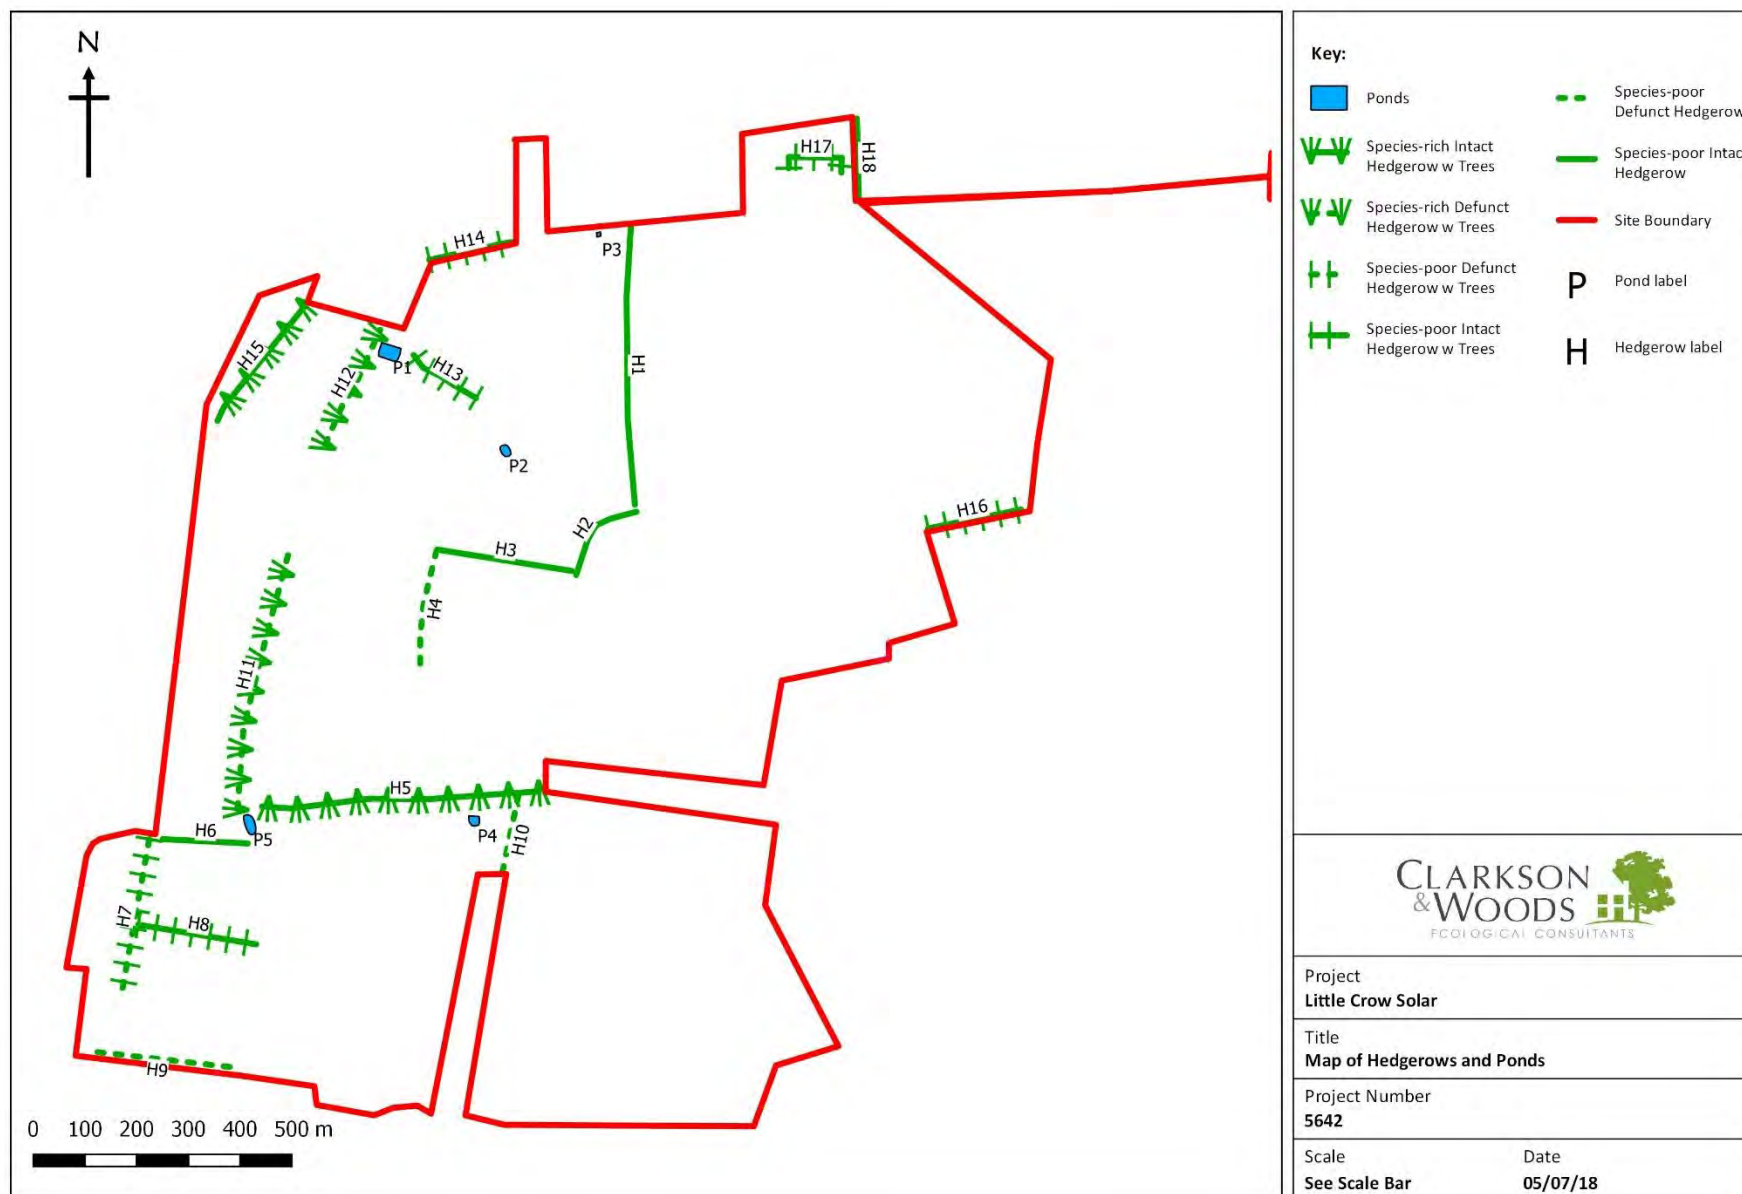 N
H17
H18
H14
P3
H15
P1
H12
H13
H1
P2
H2
H3
H16
H4
H11
H5
H6
P5
P4
H10
H7
H8
H9
0 100 200 300 400 500 m
Key:
Ponds
Species-rich Intact
Hedgerow w Trees
Species-rich Defunct
Hedgerow w Trees
Species-poor Defunct
Hedgerow w Trees
Species-poor Intact
Hedgerow w Trees
Species-poor
Defunct Hedgerow
Species-poor Intac
Hedgerow
Site Boundary
P Pond label
H Hedgerow label
CLARKSON
&WOODS
ECOLOGICAL CONSULTANTS
Project
Little Crow Solar
Title
Map of Hedgerows and Ponds
Project Number
5642
Scale Date
See Scale Bar 05/07/18